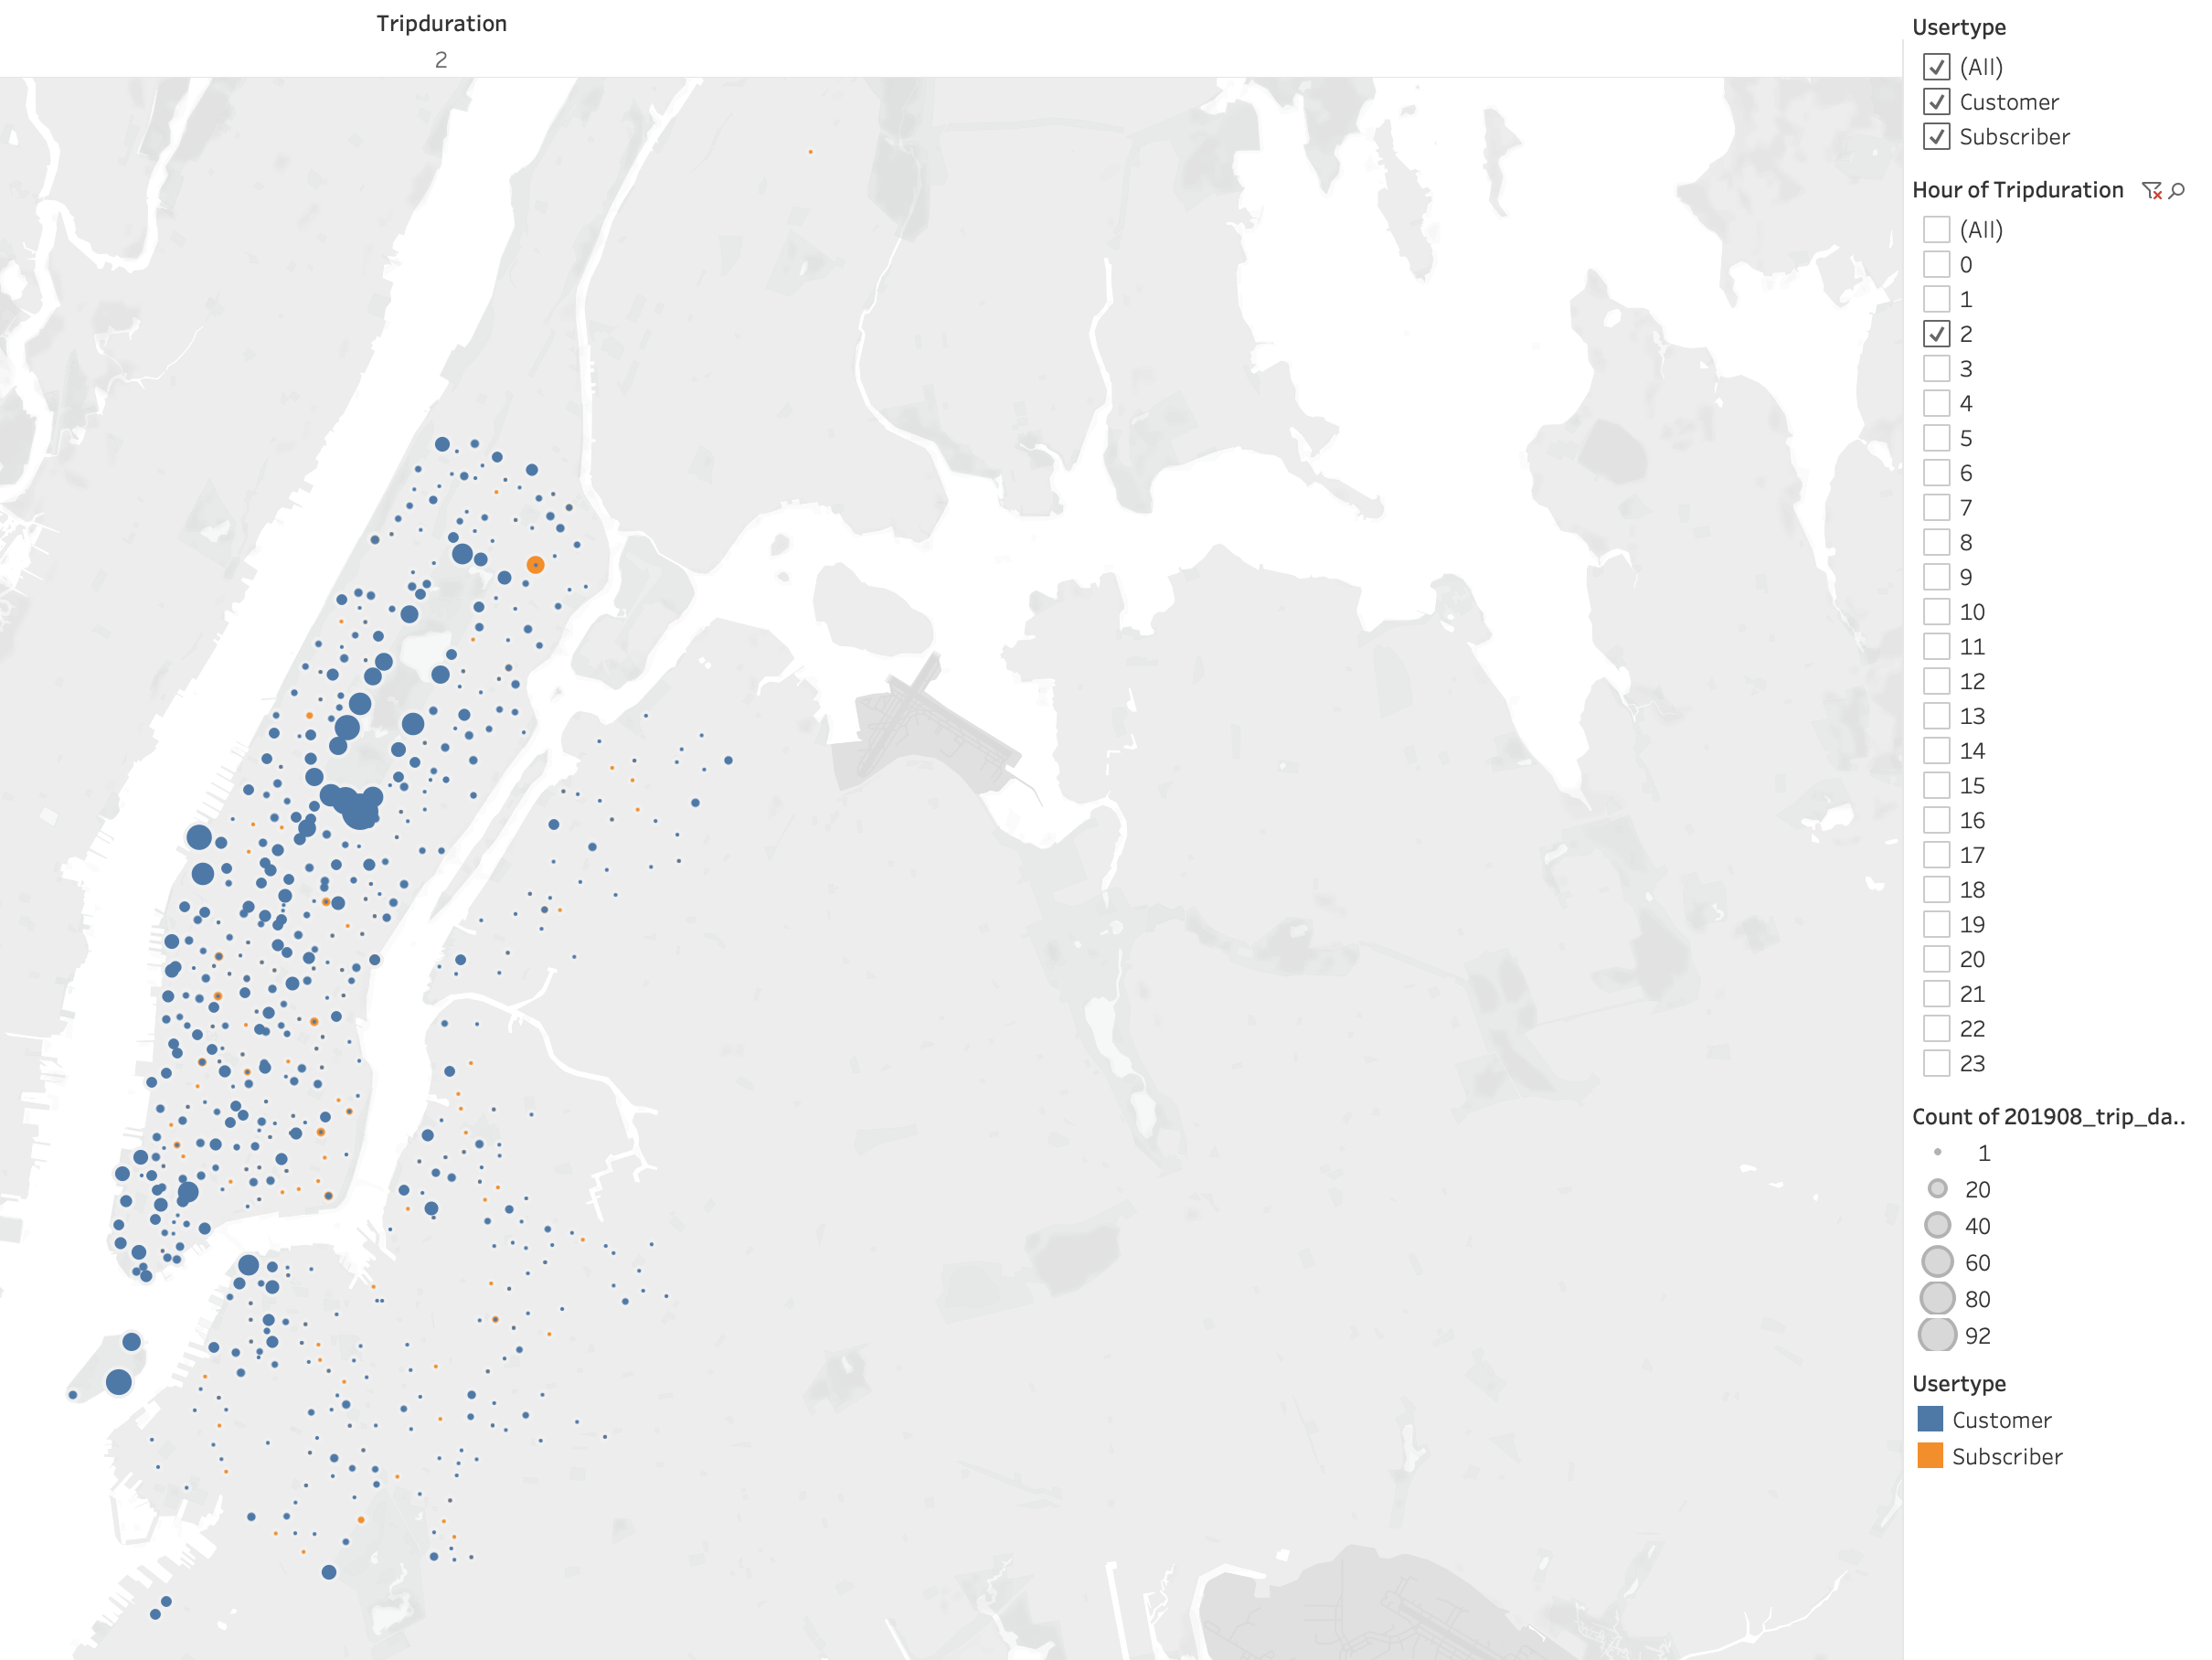 Tripduration
2
Usertype
(All)
Customer
Subscriber
Hour of Tripduration
(All)
0
1
2
3
4
5
6
7
8
9
10
11
12
13
14
15
16
17
18
19
20
21
22
23
Count of 201908_trip_da..
1
20
40
60
80
92
Usertype
Customer
Subscriber